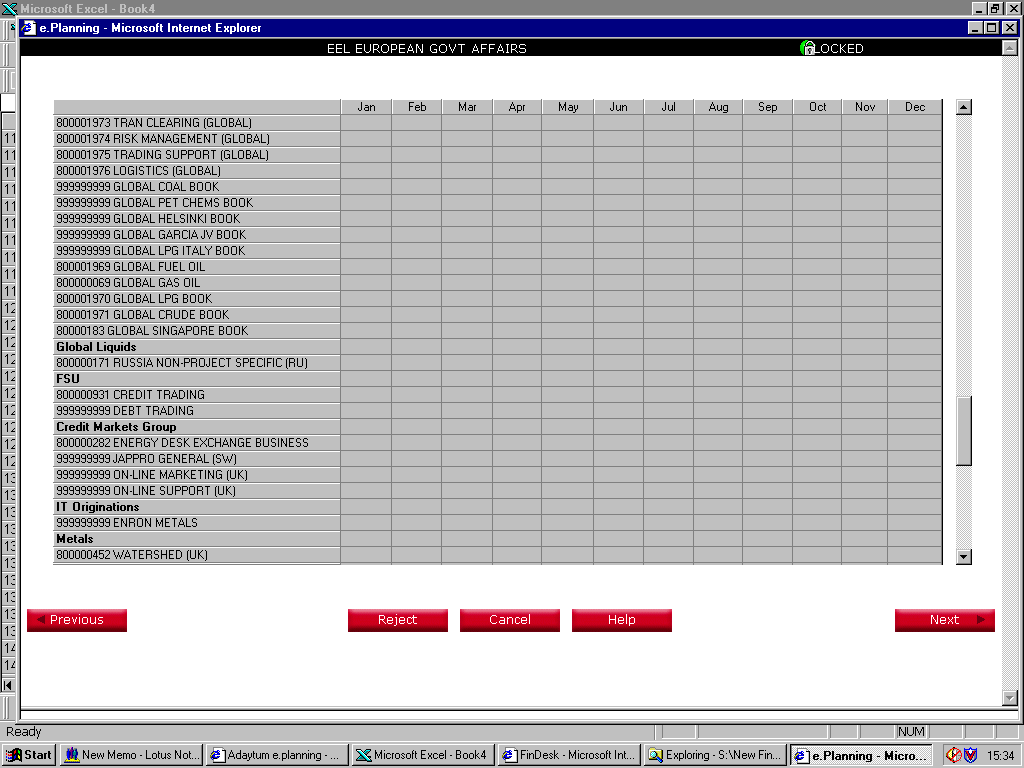 Microsoft Excel - Book4
e.Planning - Microsoft Internet Explorer
EEL EUROPEAN GOVT AFFAIRS
LOCKED
Jan Feb Mar Apr May Jun Jul Aug Sep Oct Nov Dec
800001973 TRAN CLEARING (GLOBAL)
800001974 RISK MANAGEMENT (GLOBAL)
800001975 TRADING SUPPORT (GLOBAL)
800001976 LOGISTICS (GLOBAL)
999999999 GLOBAL COAL BOOK
999999999 GLOBAL PET CHEMS BOOK
999999999 GLOBAL HELSINKI BOOK
999999999 GLOBAL GARCIA JV BOOK
999999999 GLOBAL LPG ITALY BOOK
800001969 GLOBAL FUEL OIL
800000069 GLOBAL GAS OIL
800001970 GLOBAL LPG BOOK
800001971 GLOBAL CRUDE BOOK
80000183 GLOBAL SINGAPORE BOOK
Global Liquids
800000171 RUSSIA NON-PROJECT SPECIFIC (RU)
FSU
800000931 CREDIT TRADING
999999999 DEBT TRADING
Credit Markets Group
800000282 ENERGY DESK EXCHANGE BUSINESS
999999999 JAPPRO GENERAL (SW)
999999999 ON-LINE MARKETING (UK)
999999999 ON-LINE SUPPORT (UK)
IT Originations
999999999 ENRON METALS
Metals
800000452 WATERSHED (UK)
Previous Reject Cancel Help Next
Ready NUM
Start New Memo - Lotus Not... Adaytum e.planning - ... Microsoft Excel - Book4 FinDesk - Microsoft Int... Exploring - S:\New Fin... e.Planning - Micro... 15:34